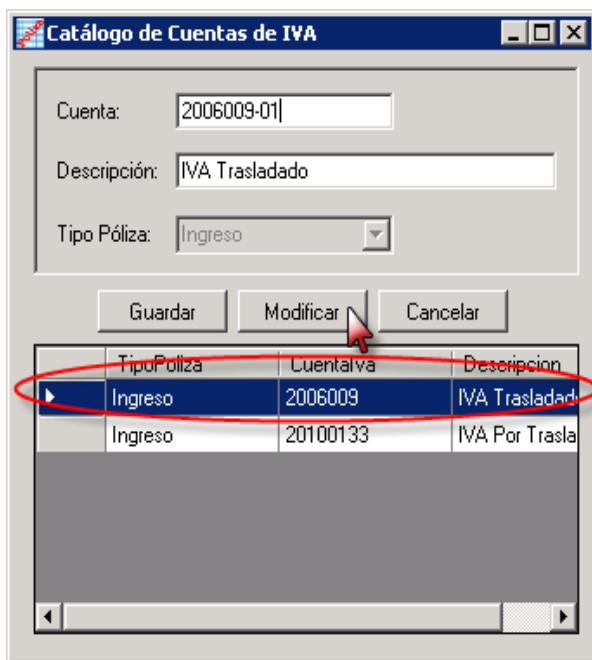 Catálogo de Cuentas de IVA
Cuenta: 2006009-01
Descripción: IVA Trasladado
Tipo Póliza: Ingreso
Guardar Modificar Cancelar
TipoPoliza CuentaIva Descripcion
Ingreso 2006009 IVA Trasladad
Ingreso 20100133 IVA Por Trasla